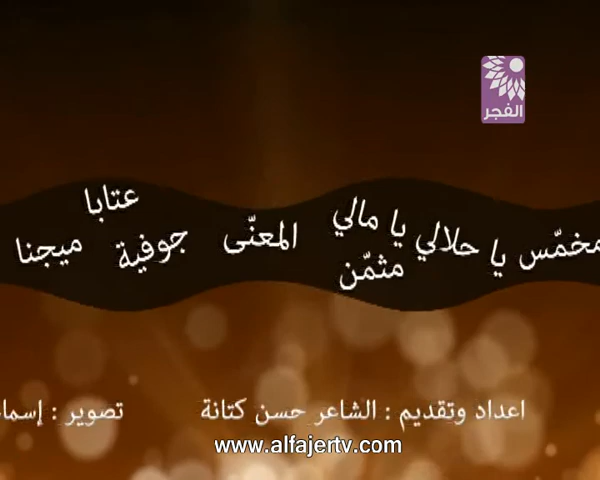 الفجر
عتابا
مخمّس يا حلالي يا مالي المعنّى جوفية ميجنا
مثمّن
اعداد وتقديم : الشاعر حسن كتانة تصوير :
www.alfajertv.com